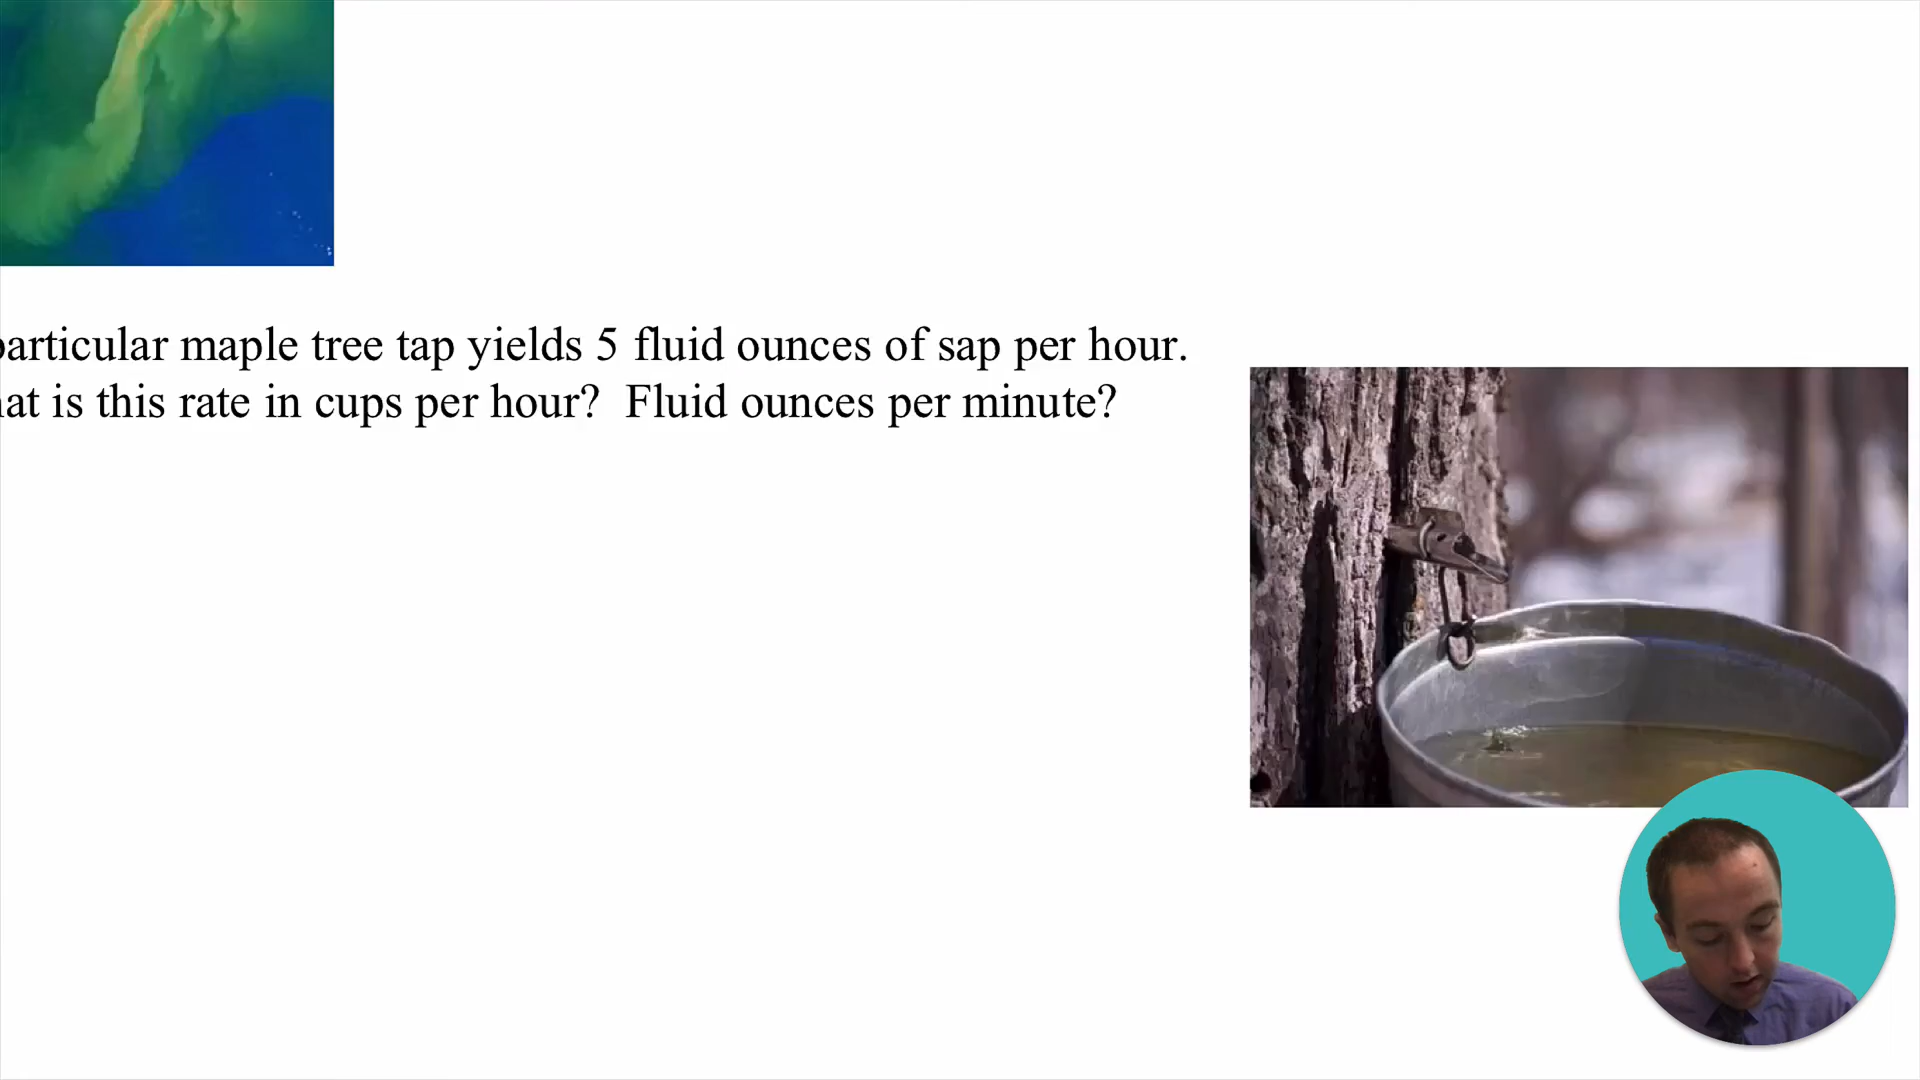 particular maple tree tap yields 5 fluid ounces of sap per hour.
at is this rate in cups per hour? Fluid ounces per minute?